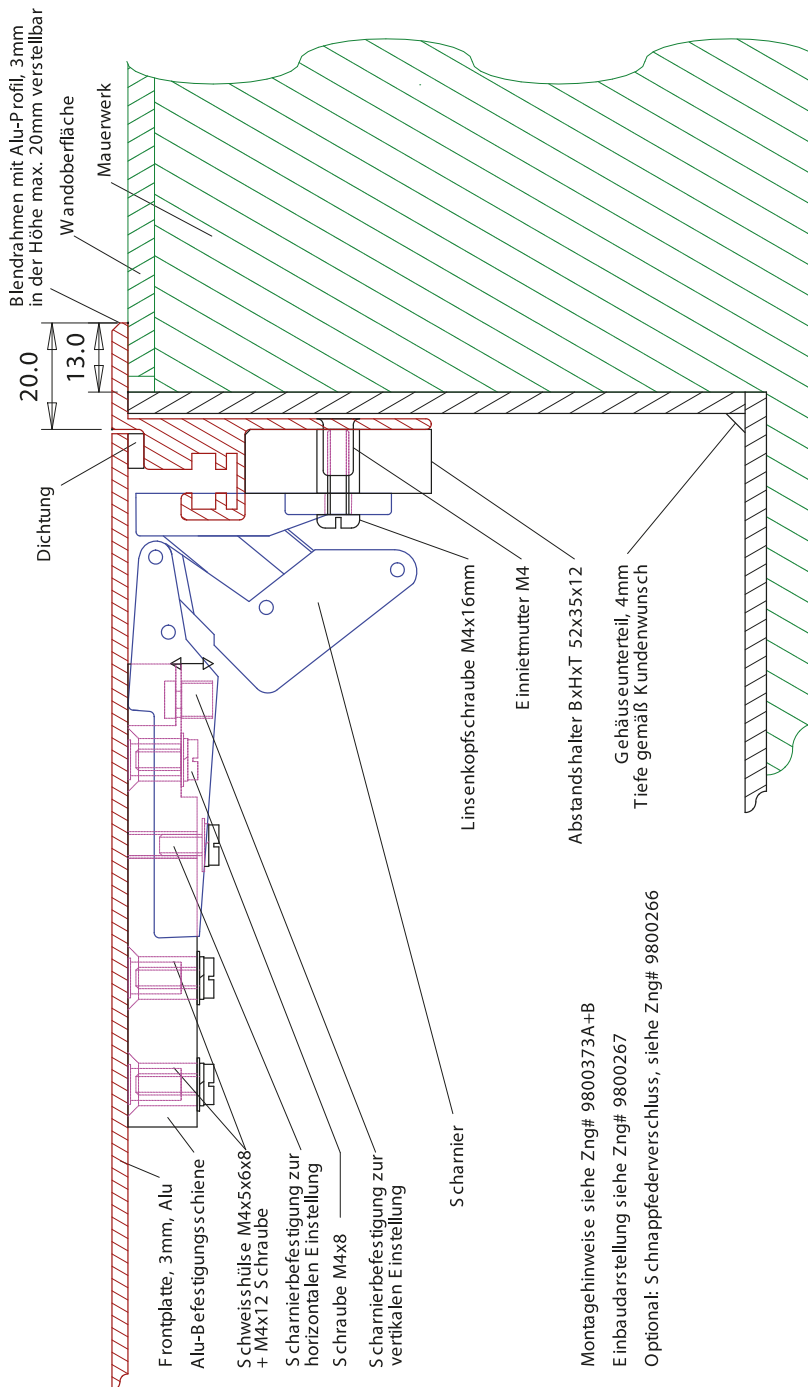 Blendrahmen mit Alu-Profil, 3mm
in der Höhe max. 20mm verstellbar
Wandoberfläche
Mauerwerk
20.0
13.0
Dichtung
Linsenkopfschraube M4x16mm
Einnietmutter M4
Abstandshalter BxHxT 52x35x12
Gehäuseunterteil, 4mm
Tiefe gemäß Kundenwunsch
Frontplatte, 3mm, Alu
Alu-Befestigungsschiene
Schweisshülse M4x5x6x8
+ M4x12 Schraube
Scharnierbefestigung zur
horizontalen Einstellung
Schraube M4x8
Scharnierbefestigung zur
vertikalen Einstellung
Scharnier
Montagehinweise siehe Zng# 9800373A+B
Einbaudarstellung siehe Zng# 9800267
Optional: Schnappfederverschluss, siehe Zng# 9800266